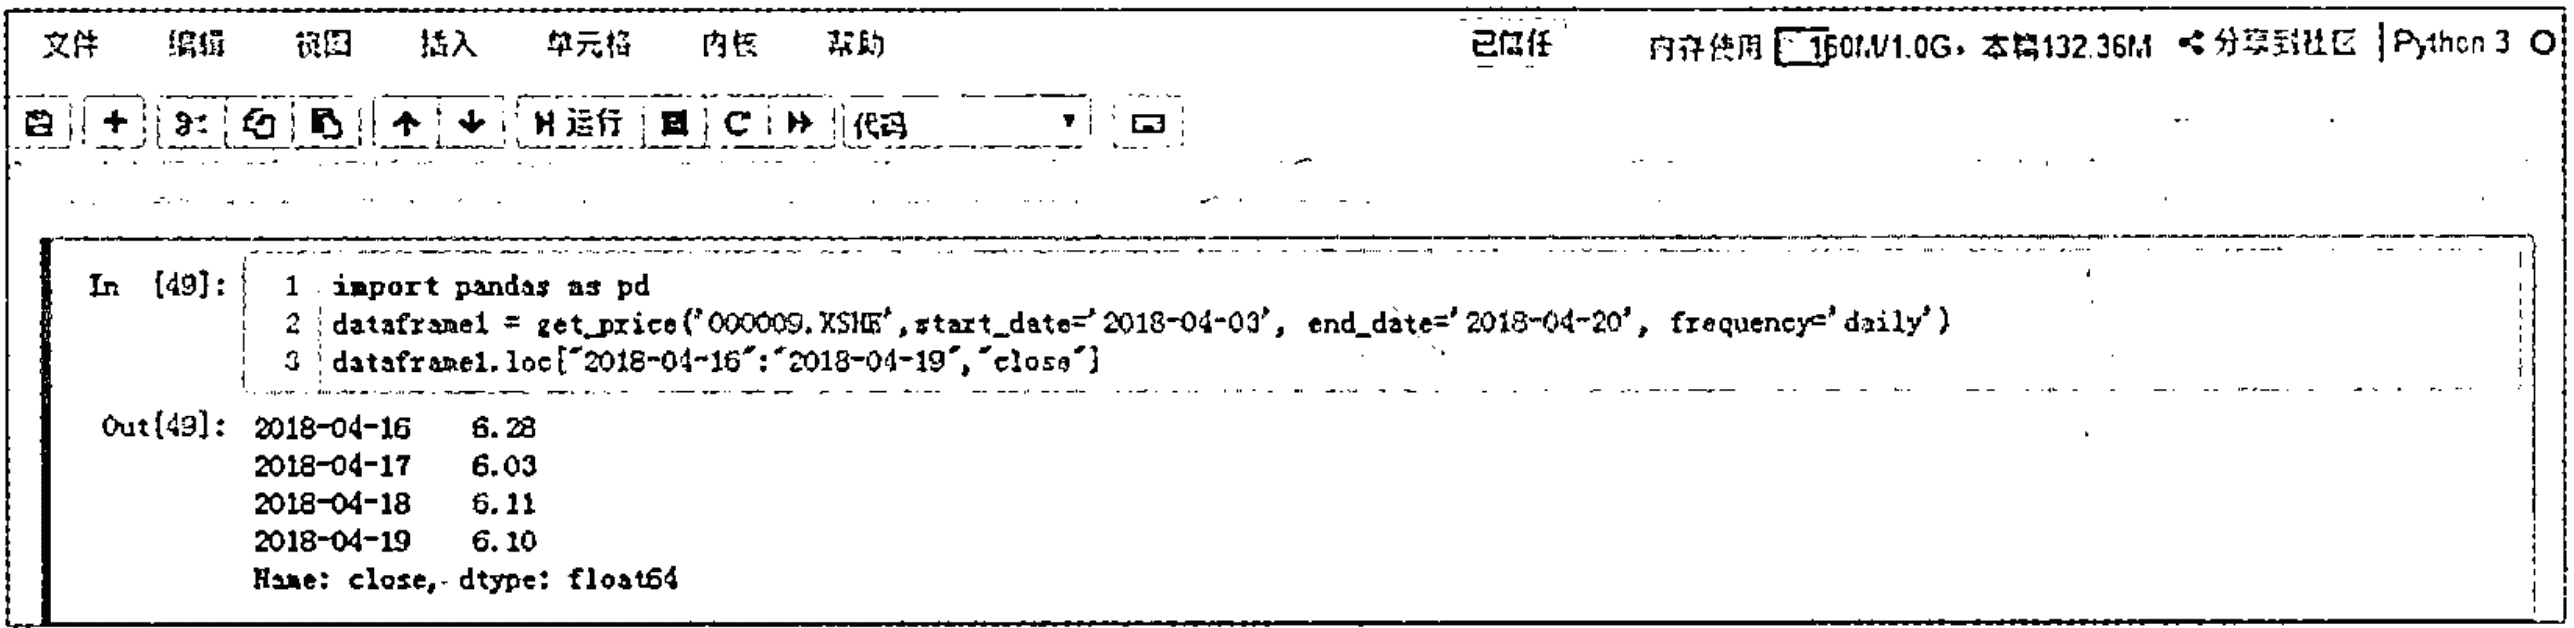 文件 编辑 视图 插入 单元格 内核 帮助 已信任 内存使用 160M/1.0G，本篇132.36M 分享到社区 Python 3
运行 代码
In [49]: 1 import pandas as pd
2 dataframe1 = get_price('000009.XSHE',start_date='2018-04-03', end_date='2018-04-20', frequency='daily')
3 dataframe1.loc["2018-04-16":"2018-04-19","close"]
Out[49]: 2018-04-16 6.28
2018-04-17 6.03
2018-04-18 6.11
2018-04-19 6.10
Name: close, dtype: float64